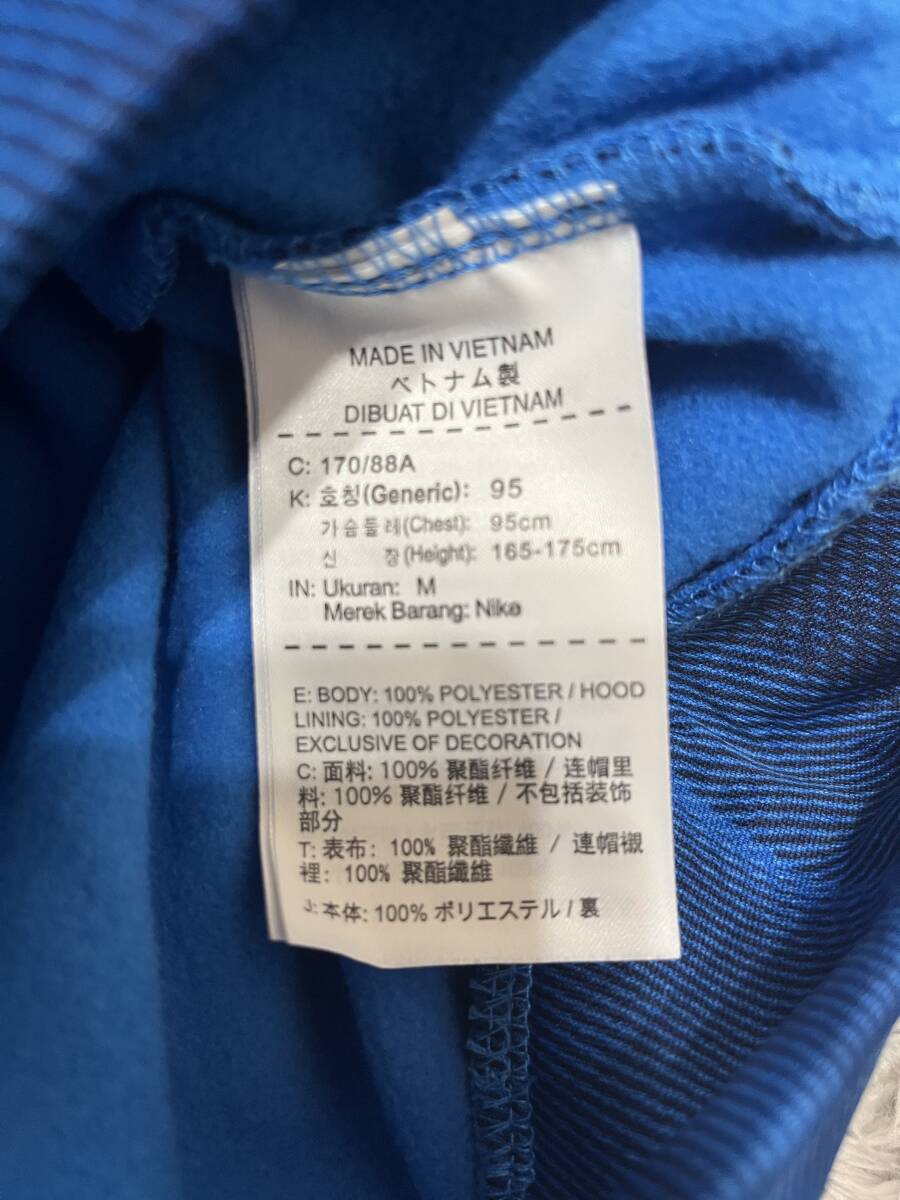 MADE IN VIETNAM
ベトナム製
DIBUAT DI VIETNAM
C: 170/88A
K: 호칭(Generic): 95
가슴둘레(Chest): 95cm
신 장(Height): 165-175cm
IN: Ukuran: M
Merek Barang: Nike
E: BODY: 100% POLYESTER / HOOD
LINING: 100% POLYESTER /
EXCLUSIVE OF DECORATION
C: 面料: 100% 聚酯纤维 / 连帽里
料: 100% 聚酯纤维 / 不包括装饰
部分
T: 表布: 100% 聚酯纖維 / 連帽襯
裡: 100% 聚酯纖維
J: 本体: 100% ポリエステル / 裏